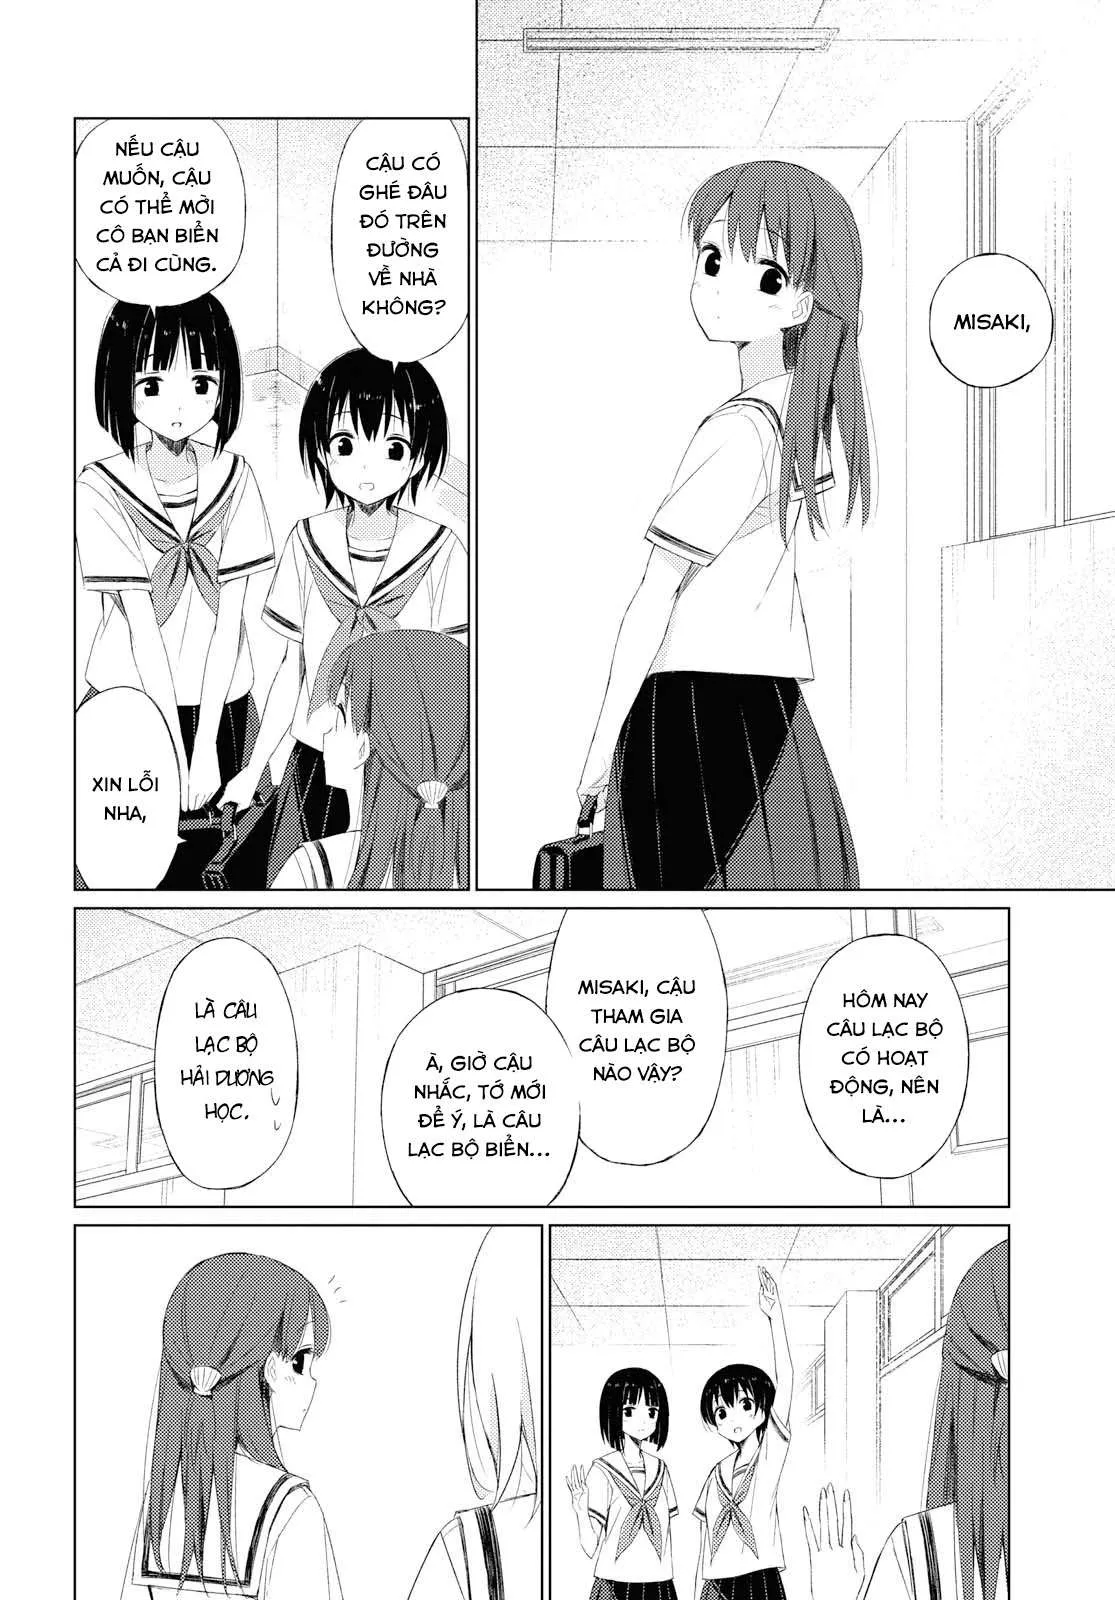 MISAKI,
CẬU CÓ
GHÉ ĐÂU
ĐÓ TRÊN
ĐƯỜNG
VỀ NHÀ
KHÔNG?
NẾU CẬU
MUỐN, CẬU
CÓ THỂ MỜI
CÔ BẠN BIỂN
CẢ ĐI CÙNG.
XIN LỖI
NHA,
HÔM NAY
CÂU LẠC BỘ
CÓ HOẠT
ĐỘNG, NÊN
LÀ...
MISAKI, CẬU
THAM GIA
CÂU LẠC BỘ
NÀO VẬY?
À, GIỜ CẬU
NHẮC, TỚ MỚI
ĐỂ Ý, LÀ CÂU
LẠC BỘ BIỂN...
LÀ CÂU
LẠC BỘ
HẢI DƯƠNG
HỌC.